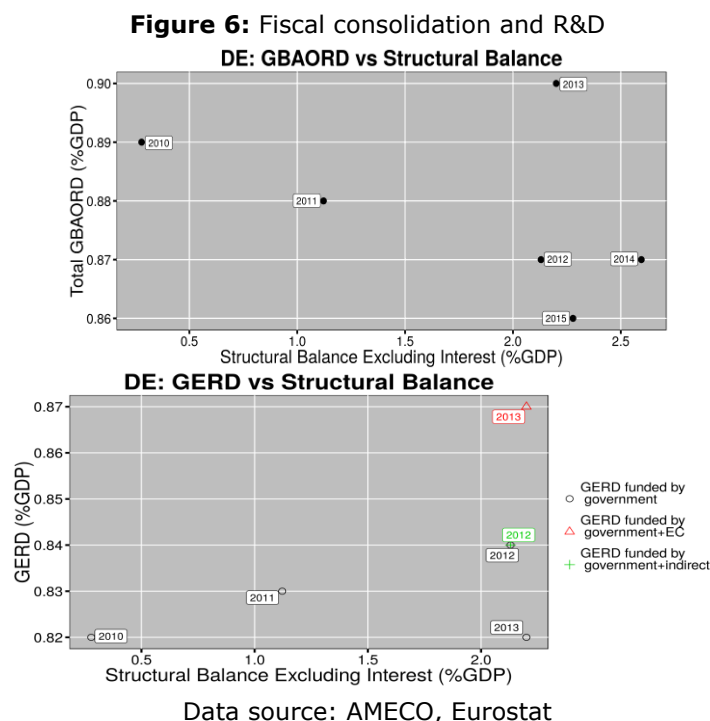 Figure 6: Fiscal consolidation and R&D
DE: GBAORD vs Structural Balance
Total GBAORD (%GDP)
0.90
0.89
0.88
0.87
0.86
2013
2010
2011
2012
2014
2015
0.5
1.0
1.5
2.0
2.5
Structural Balance Excluding Interest (%GDP)
DE: GERD vs Structural Balance
GERD (%GDP)
0.87
0.86
0.85
0.84
0.83
0.82
2013
2012
2012
2011
2013
2010
0.5
1.0
1.5
2.0
Structural Balance Excluding Interest (%GDP)
GERD funded by
government
GERD funded by
government+EC
GERD funded by
government+indirect
Data source: AMECO, Eurostat